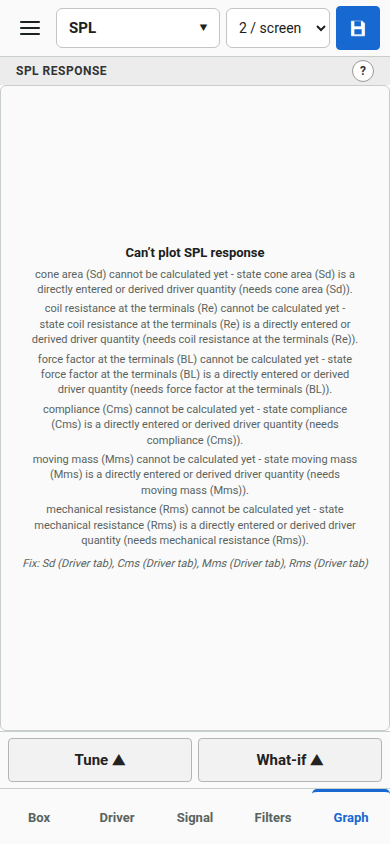 SPL ▼
2 / screen
SPL RESPONSE
?
Can't plot SPL response
cone area (Sd) cannot be calculated yet - state cone area (Sd) is a
directly entered or derived driver quantity (needs cone area (Sd)).
coil resistance at the terminals (Re) cannot be calculated yet -
state coil resistance at the terminals (Re) is a directly entered or
derived driver quantity (needs coil resistance at the terminals (Re)).
force factor at the terminals (BL) cannot be calculated yet - state
force factor at the terminals (BL) is a directly entered or derived
driver quantity (needs force factor at the terminals (BL)).
compliance (Cms) cannot be calculated yet - state compliance
(Cms) is a directly entered or derived driver quantity (needs
compliance (Cms)).
moving mass (Mms) cannot be calculated yet - state moving mass
(Mms) is a directly entered or derived driver quantity (needs
moving mass (Mms)).
mechanical resistance (Rms) cannot be calculated yet - state
mechanical resistance (Rms) is a directly entered or derived driver
quantity (needs mechanical resistance (Rms)).
Fix: Sd (Driver tab), Cms (Driver tab), Mms (Driver tab), Rms (Driver tab)
Tune ▲
What-if ▲
Box
Driver
Signal
Filters
Graph